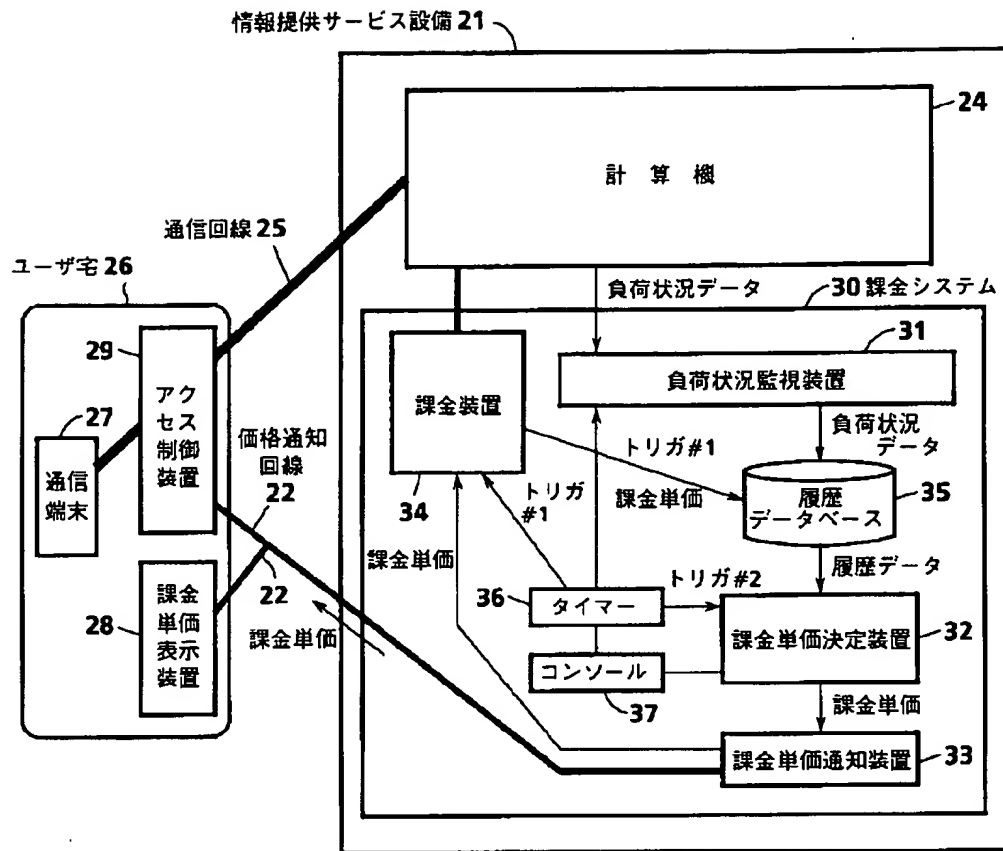 情報提供サービス設備 21
24
計算機
通信回線 25
ユーザ宅 26
負荷状況データ
30 課金システム
29
31
アクセス制御装置
課金装置
負荷状況監視装置
27
通信端末
価格通知
回線
22
トリガ#1
負荷状況
データ
34
トリガ
#1
課金単価
履歴
データベース
35
課金単価
22
履歴データ
28
課金単価表示装置
課金単価
36
タイマー
トリガ#2
課金単価決定装置
32
コンソール
37
課金単価
課金単価通知装置
33